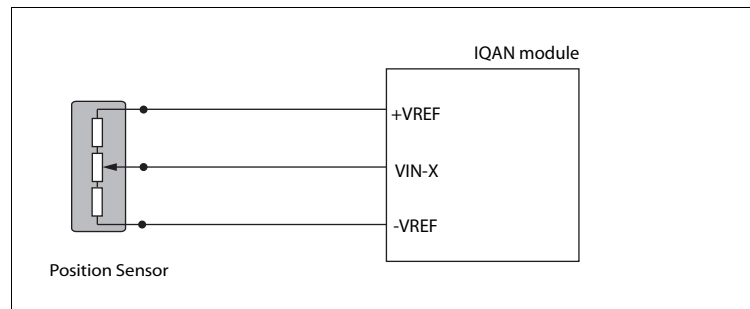 IQAN module
+VREF
VIN-X
-VREF
Position Sensor